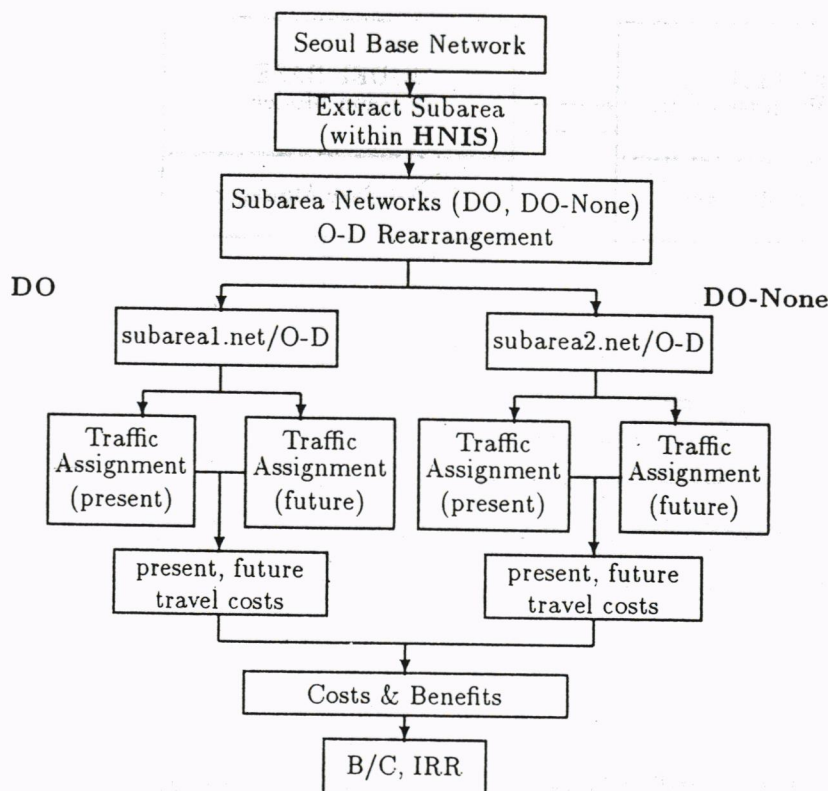 Seoul Base Network
Extract Subarea
(within HNIS)
Subarea Networks (DO, DO-None)
O-D Rearrangement
DO
DO-None
subarea1.net/O-D
subarea2.net/O-D
Traffic
Assignment
(present)
Traffic
Assignment
(future)
Traffic
Assignment
(present)
Traffic
Assignment
(future)
present, future
travel costs
present, future
travel costs
Costs & Benefits
B/C, IRR